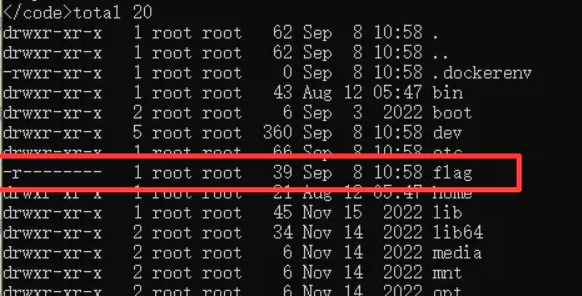 </code>total 20
drwxr-xr-x 1 root root 62 Sep 8 10:58 .
drwxr-xr-x 1 root root 62 Sep 8 10:58 ..
-rwxr-xr-x 1 root root 0 Sep 8 10:58 .dockerenv
drwxr-xr-x 1 root root 43 Aug 12 05:47 bin
drwxr-xr-x 2 root root 6 Sep 3 2022 boot
drwxr-xr-x 5 root root 360 Sep 8 10:58 dev
drwxr-xr-x 1 root root 66 Sep 8 10:58 etc
-r-------- 1 root root 39 Sep 8 10:58 flag
drwxr-xr-x 1 root root 21 Aug 12 05:47 home
drwxr-xr-x 1 root root 45 Nov 15 2022 lib
drwxr-xr-x 2 root root 34 Nov 14 2022 lib64
drwxr-xr-x 2 root root 6 Nov 14 2022 media
drwxr-xr-x 2 root root 6 Nov 14 2022 mnt
drwxr-xr-x 2 root root 6 Nov 14 2022 opt